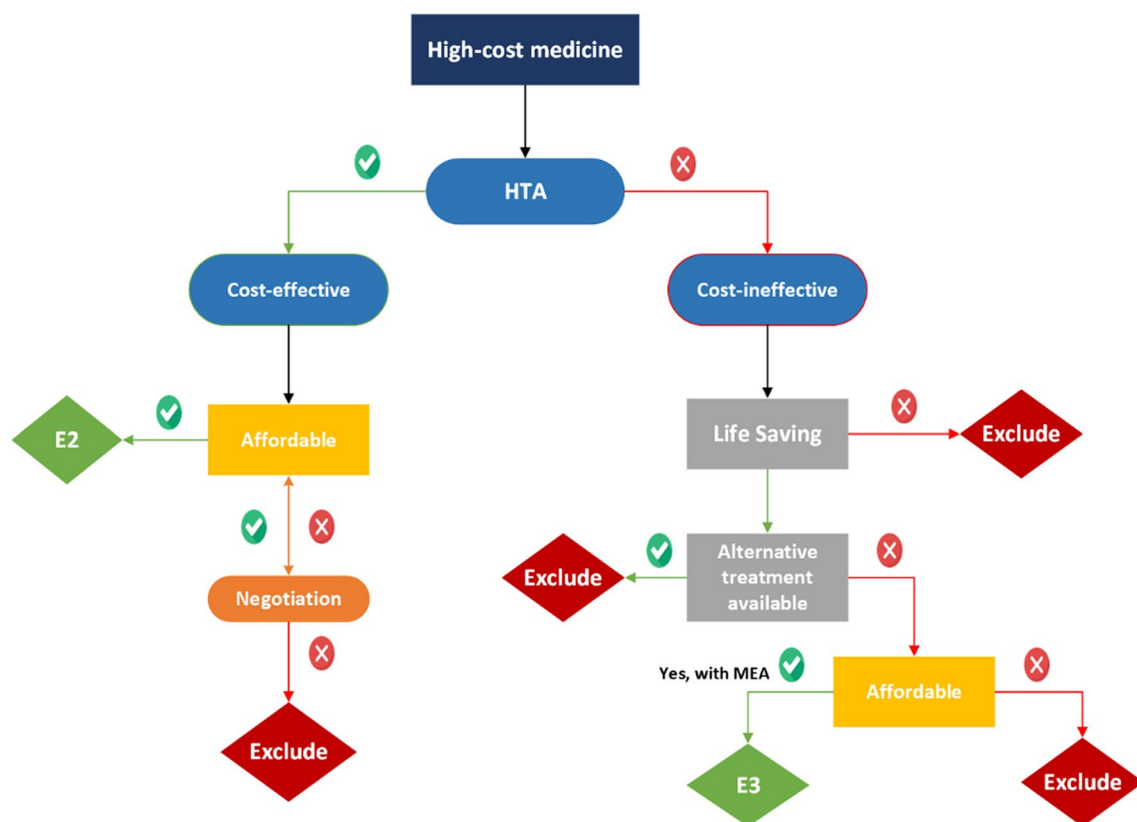 High-cost medicine
HTA
Cost-effective
Cost-ineffective
E2
Affordable
Life Saving
Exclude
Exclude
Alternative
treatment
available
Negotiation
Yes, with MEA
Affordable
Exclude
E3
Exclude